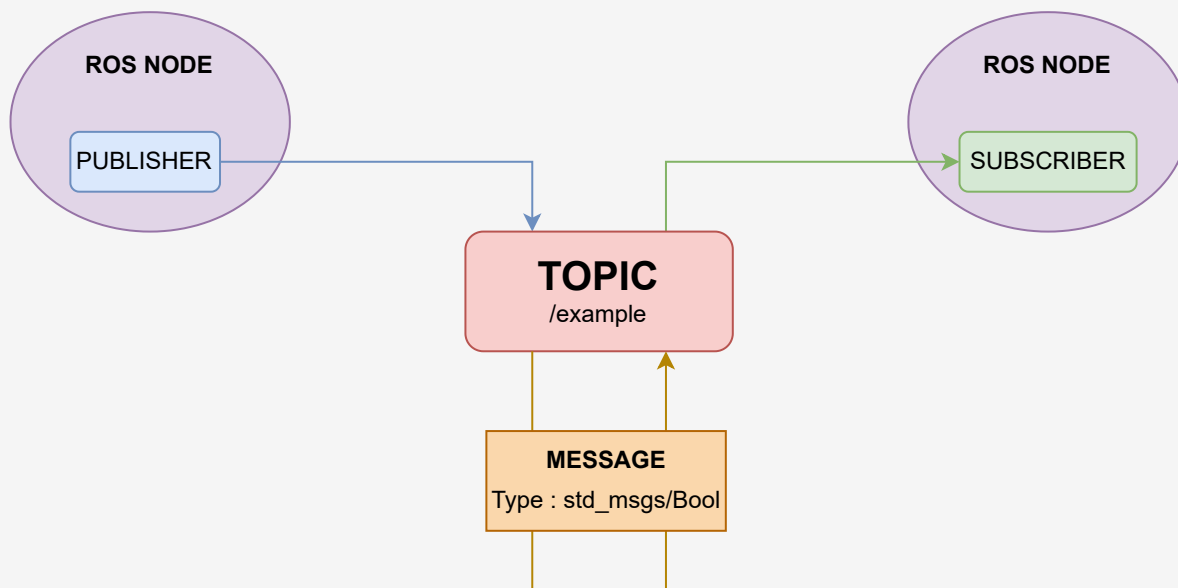 ROS NODE
PUBLISHER
ROS NODE
SUBSCRIBER
TOPIC
/example
MESSAGE
Type : std_msgs/Bool